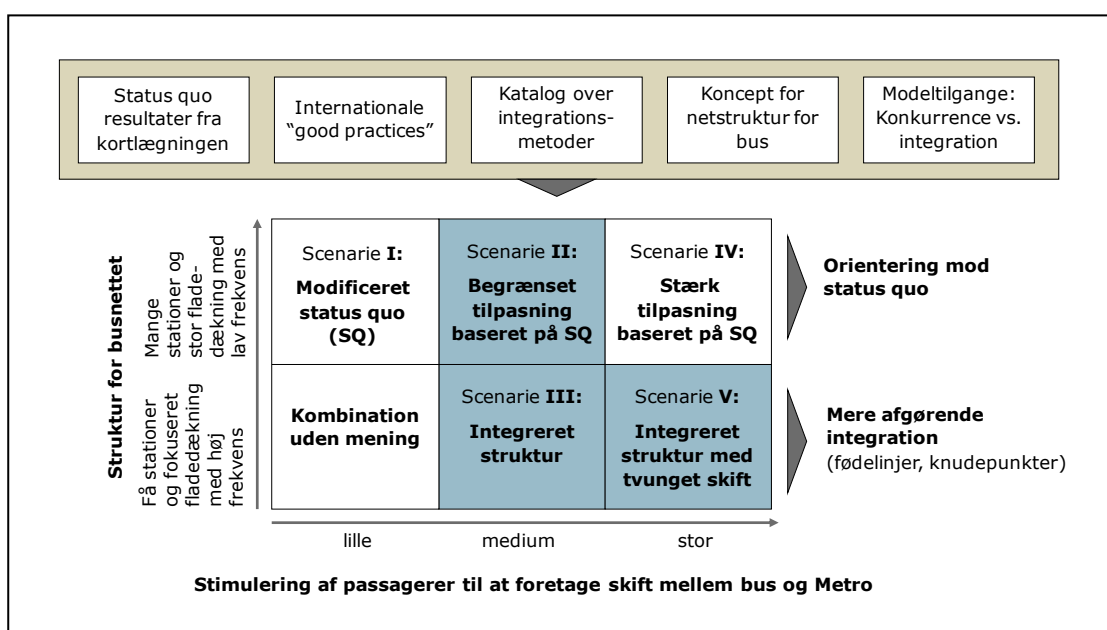 Status quo
resultater fra
kortlægningen
Internationale
“good practices”
Katalog over
integrations-
metoder
Koncept for
netstruktur for
bus
Modeltilgange:
Konkurrence vs.
integration
Struktur for busnettet
Mange
stationer og
stor flade-
dækning med
lav frekvens
Få stationer
og fokuseret
fladedækning
med høj
frekvens
Scenarie I:
Modificeret
status quo
(SQ)
Scenarie II:
Begrænset
tilpasning
baseret på SQ
Scenarie IV:
Stærk
tilpasning
baseret på SQ
Orientering mod
status quo
Kombination
uden mening
Scenarie III:
Integreret
struktur
Scenarie V:
Integreret
struktur med
tvunget skift
Mere afgørende
integration
(fødelinjer, knudepunkter)
lille
medium
stor
Stimulering af passagerer til at foretage skift mellem bus og Metro